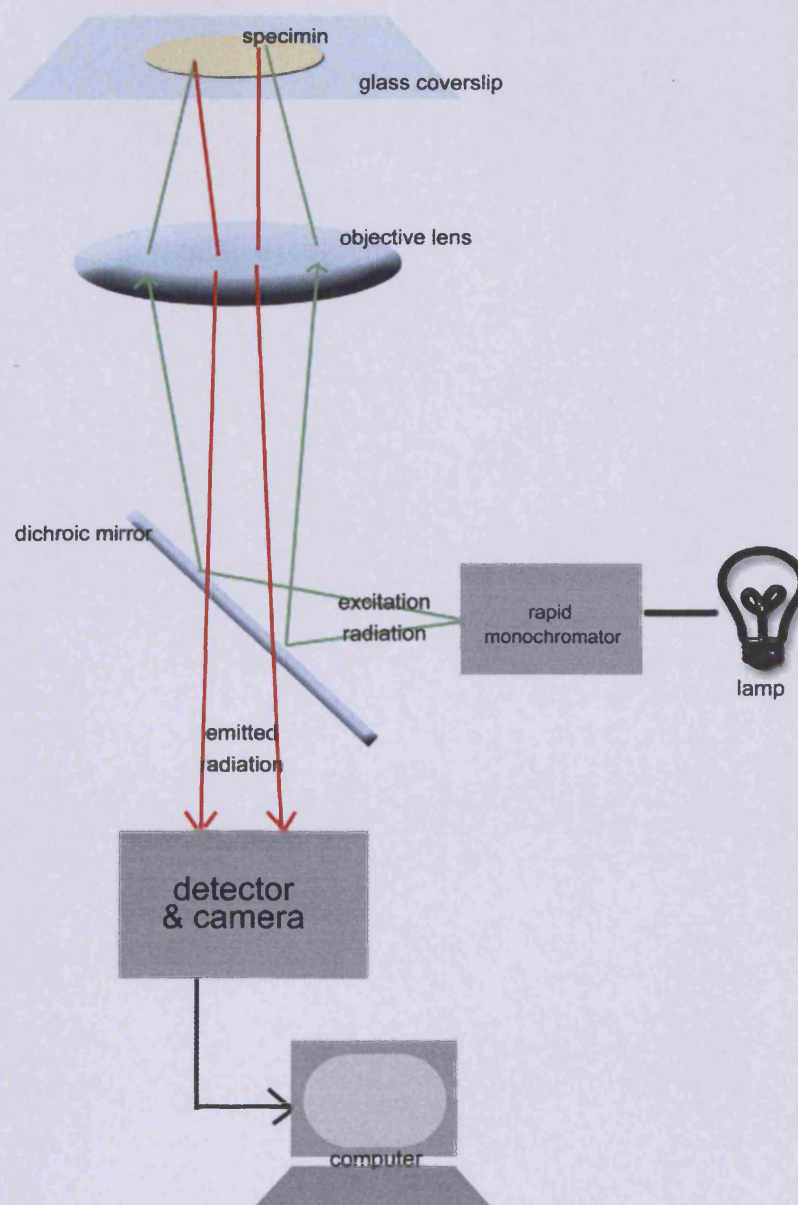 specimin
glass coverslip
objective lens
dichroic mirror
excitation
radiation
rapid
monochromator
lamp
emitted
radiation
detector
& camera
computer